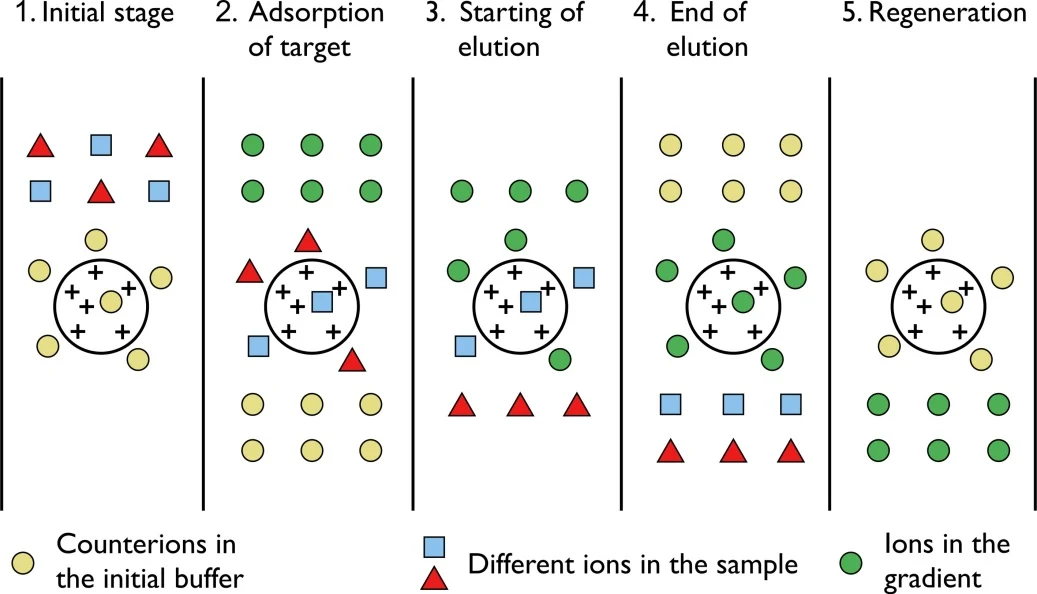 1. Initial stage
2. Adsorption
of target
3. Starting of
elution
4. End of
elution
5. Regeneration
+ + + + + +
+ + + + + +
+ + + + + +
+ + + + + +
+ + + + + +
Counterions in
the initial buffer
Different ions in the sample
Ions in the
gradient